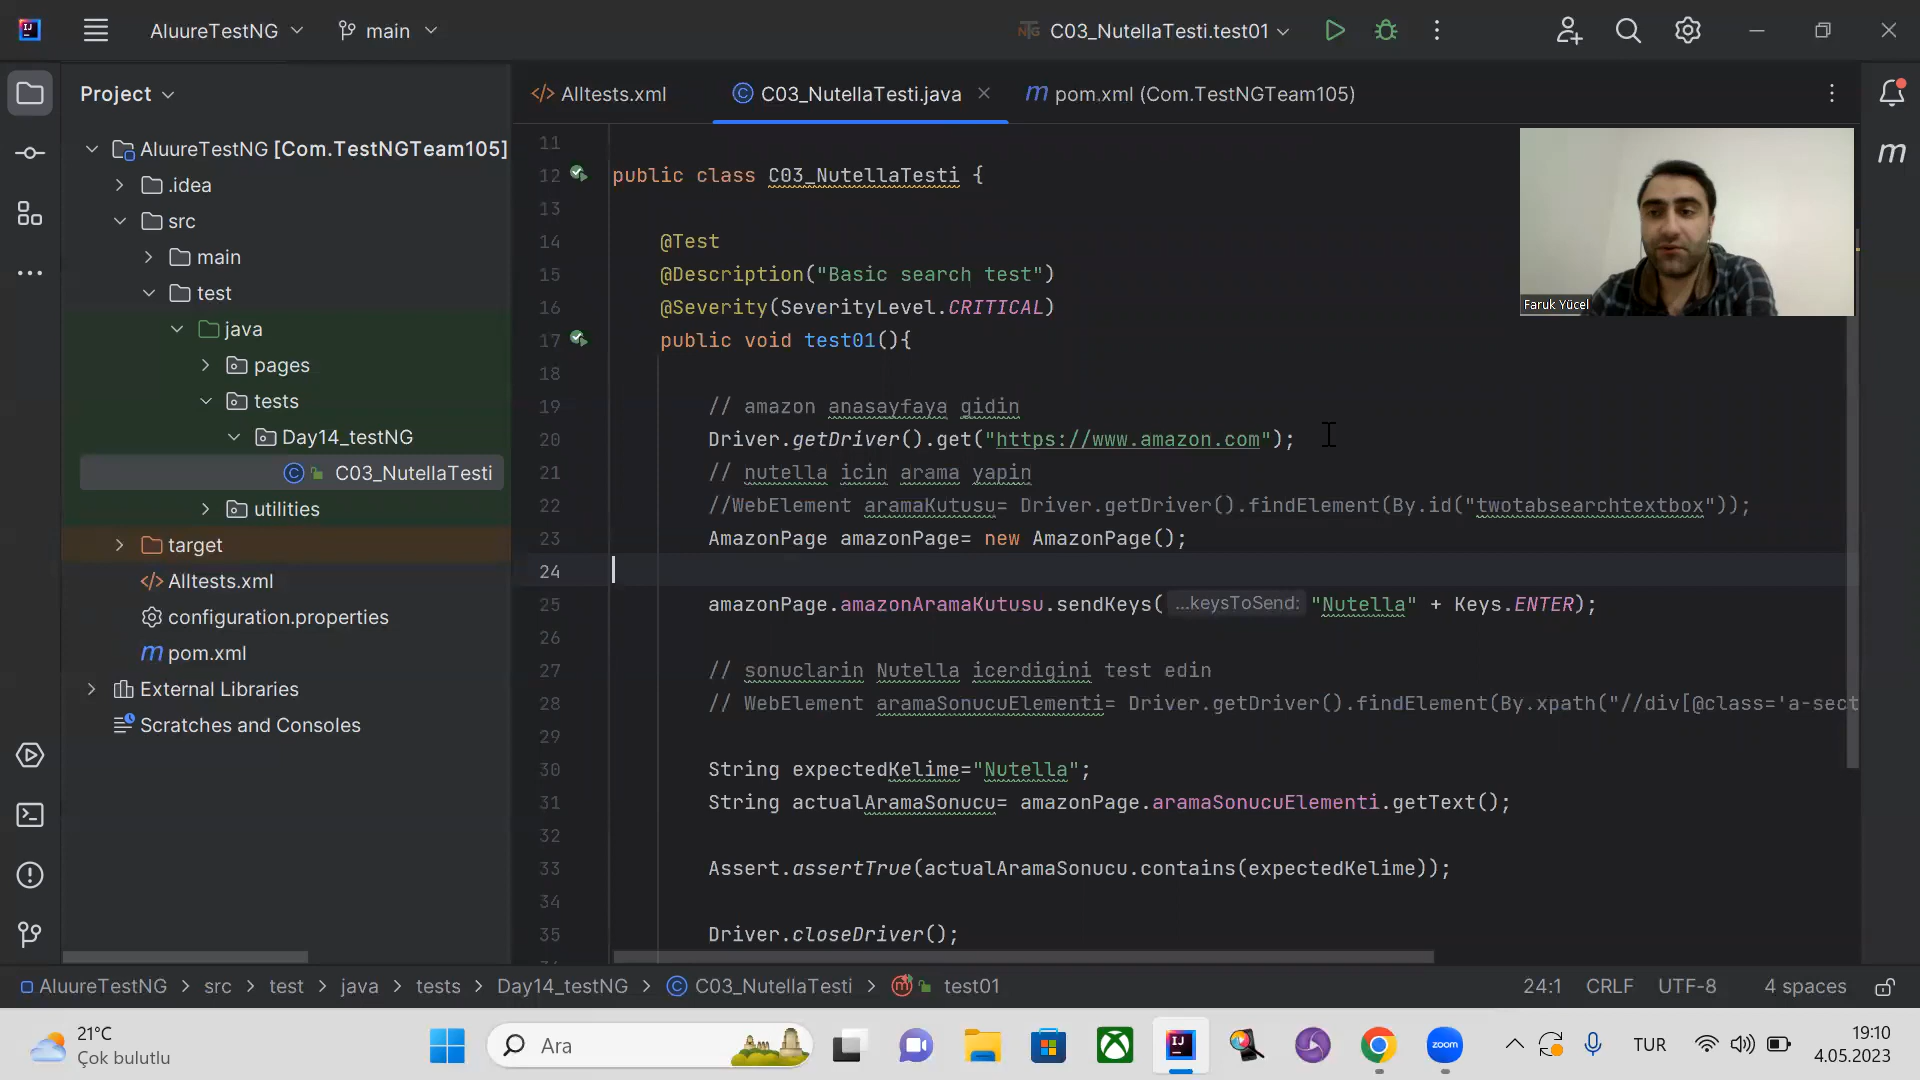 AluureTestNG
main
C03_NutellaTesti.test01
Project
Alltests.xml
C03_NutellaTesti.java
pom.xml (Com.TestNGTeam105)
AluureTestNG [Com.TestNGTeam105]
.idea
src
main
test
java
pages
tests
Day14_testNG
C03_NutellaTesti
utilities
target
Alltests.xml
configuration.properties
pom.xml
External Libraries
Scratches and Consoles
11
12 public class C03_NutellaTesti {
13
14 @Test
15 @Description("Basic search test")
16 @Severity(SeverityLevel.CRITICAL)
17 public void test01(){
18
19 // amazon anasayfaya gidin
20 Driver.getDriver().get("https://www.amazon.com");
21 // nutella icin arama yapin
22 //WebElement aramaKutusu= Driver.getDriver().findElement(By.id("twotabsearchtextbox"));
23 AmazonPage amazonPage= new AmazonPage();
24
25 amazonPage.amazonAramaKutusu.sendKeys( ...keysToSend: "Nutella" + Keys.ENTER);
26
27 // sonuclarin Nutella icerdigini test edin
28 // WebElement aramaSonucuElementi= Driver.getDriver().findElement(By.xpath("//div[@class='a-sect
29
30 String expectedKelime="Nutella";
31 String actualAramaSonucu= amazonPage.aramaSonucuElementi.getText();
32
33 Assert.assertTrue(actualAramaSonucu.contains(expectedKelime));
34
35 Driver.closeDriver();
Faruk Yücel
AluureTestNG > src > test > java > tests > Day14_testNG > C03_NutellaTesti > test01
24:1 CRLF UTF-8 4 spaces
21°C
Çok bulutlu
Ara
zoom
TUR
19:10
4.05.2023